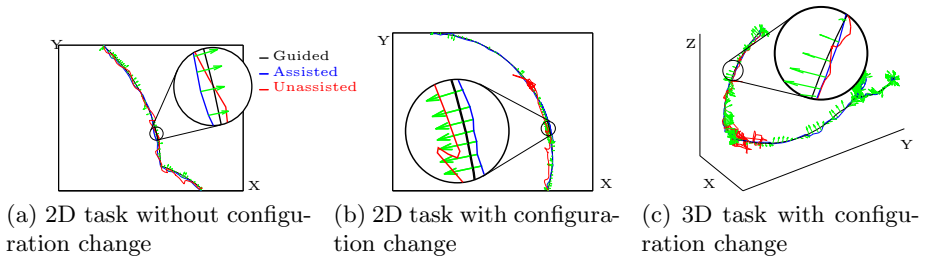 Y
Guided
Assisted
Unassisted
X
(a) 2D task without configu-
ration change
Y
X
(b) 2D task with configura-
tion change
Z
Y
X
(c) 3D task with configu-
ration change